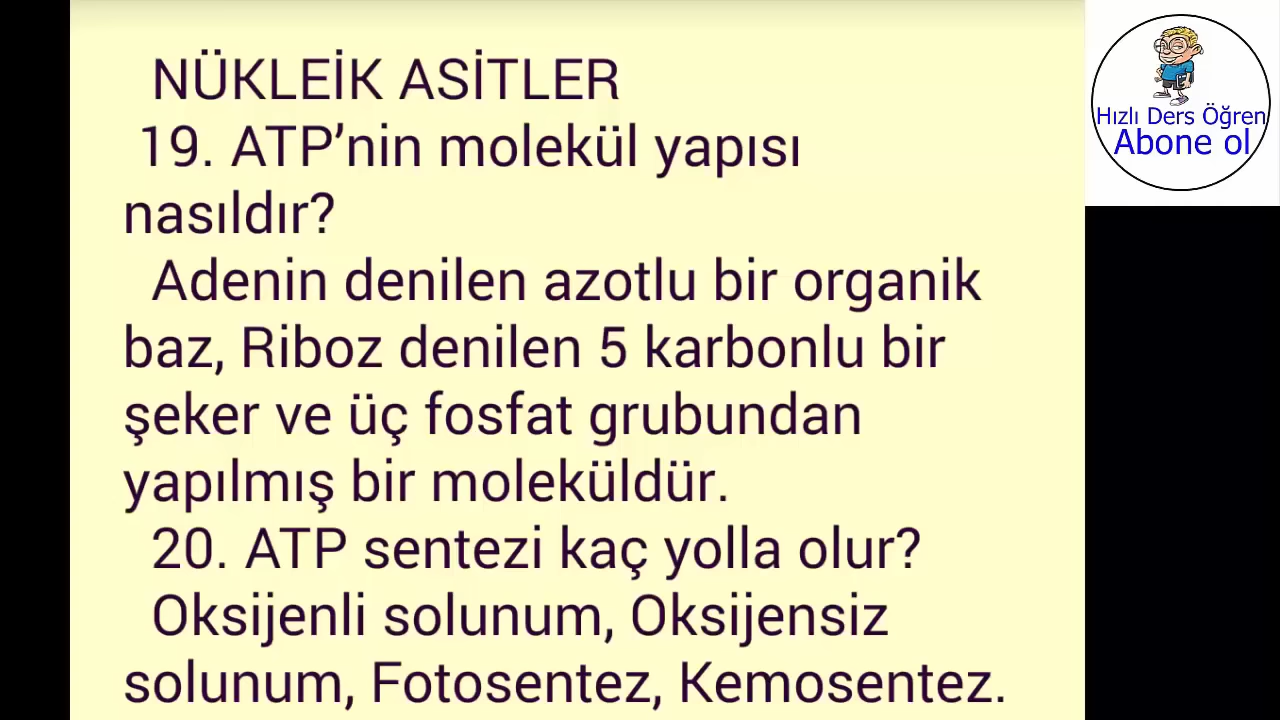 NÜKLEİK ASİTLER
19. ATP’nin molekül yapısı
nasıldır?
Adenin denilen azotlu bir organik
baz, Riboz denilen 5 karbonlu bir
şeker ve üç fosfat grubundan
yapılmış bir moleküldür.
20. ATP sentezi kaç yolla olur?
Oksijenli solunum, Oksijensiz
solunum, Fotosentez, Kemosentez.
Hızlı Ders Öğren
Abone ol